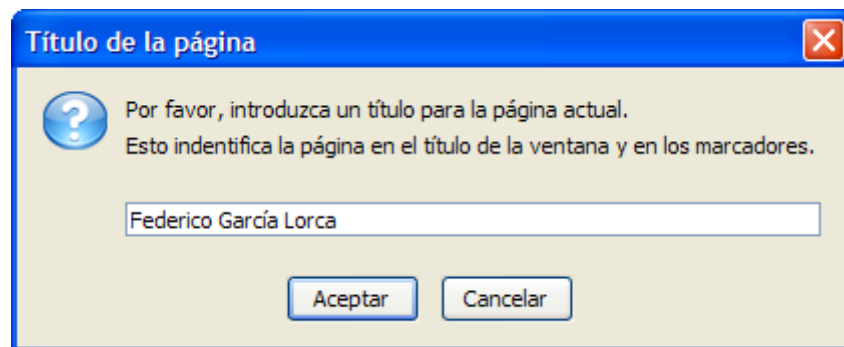 Título de la página
Por favor, introduzca un título para la página actual.
Esto indentifica la página en el título de la ventana y en los marcadores.
Federico García Lorca
Aceptar Cancelar